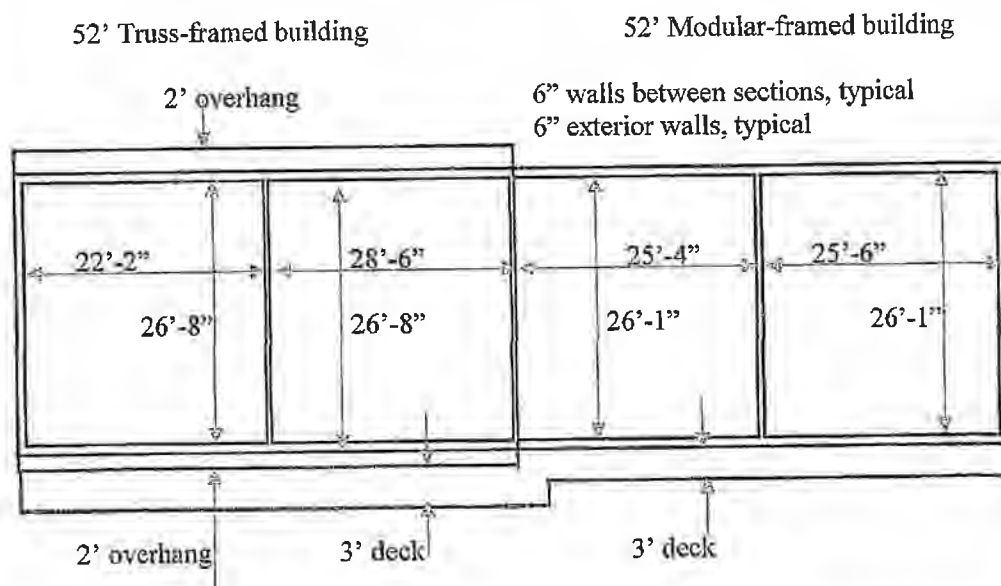 52’ Truss-framed building
52’ Modular-framed building
2’ overhang
6” walls between sections, typical
6” exterior walls, typical
22’-2”
28’-6”
25’-4”
25’-6”
26’-8”
26’-8”
26’-1”
26’-1”
2’ overhang
3’ deck
3’ deck